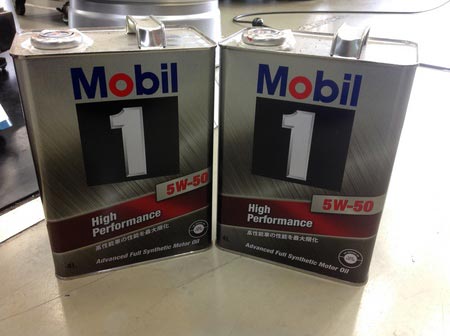 Mobil
1
5W-50
High
Performance
高性能車の性能を最大限化
Advanced Full Synthetic Motor Oil
4L
Mobil
1
5W-50
High
Performance
高性能車の性能を最大限化
Advanced Full Synthetic Motor Oil
4L